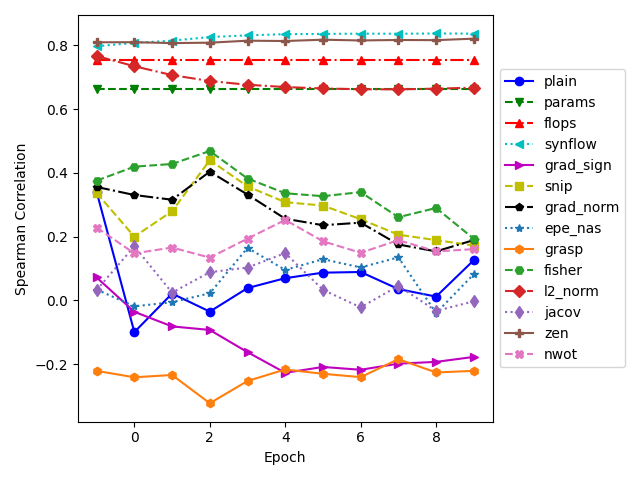 Spearman Correlation
0.8
0.6
0.4
0.2
0.0
−0.2
0
2
4
6
8
Epoch
plain
params
flops
synflow
grad_sign
snip
grad_norm
epe_nas
grasp
fisher
l2_norm
jacov
zen
nwot